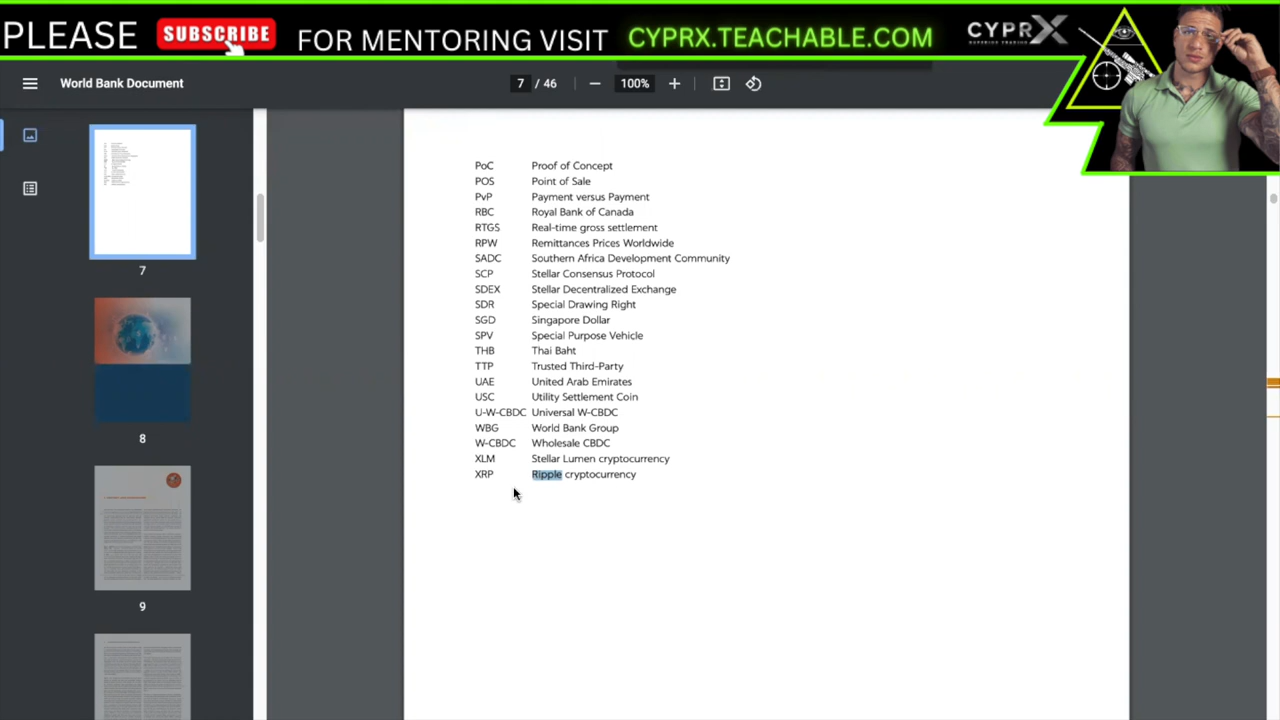 PLEASE SUBSCRIBE FOR MENTORING VISIT CYPRX.TEACHABLE.COM CYPRX
World Bank Document 7 / 46 100%
PoC Proof of Concept
POS Point of Sale
PvP Payment versus Payment
RBC Royal Bank of Canada
RTGS Real-time gross settlement
RPW Remittances Prices Worldwide
SADC Southern Africa Development Community
SCP Stellar Consensus Protocol
SDEX Stellar Decentralized Exchange
SDR Special Drawing Right
SGD Singapore Dollar
SPV Special Purpose Vehicle
THB Thai Baht
TTP Trusted Third-Party
UAE United Arab Emirates
USC Utility Settlement Coin
U-W-CBDC Universal W-CBDC
WBG World Bank Group
W-CBDC Wholesale CBDC
XLM Stellar Lumen cryptocurrency
XRP Ripple cryptocurrency
7
8
9